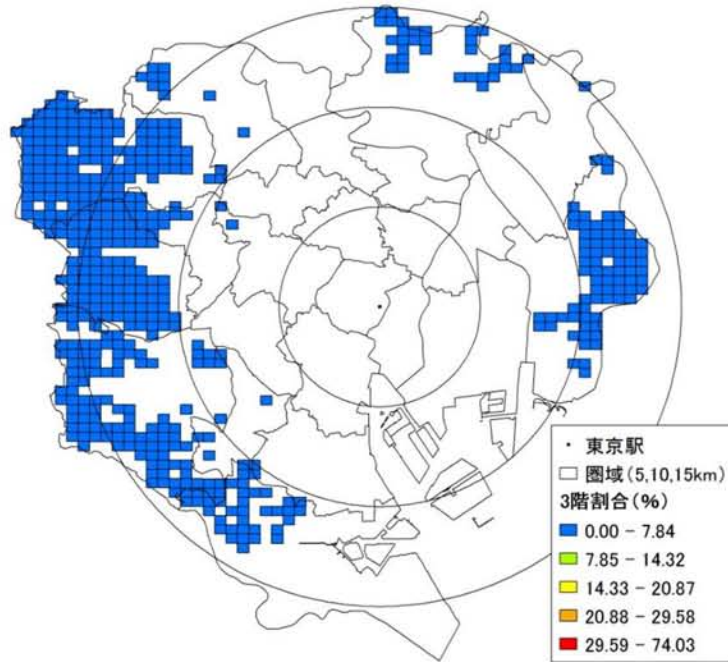 東京駅
圏域(5,10,15km)
3階割合(%)
0.00 - 7.84
7.85 - 14.32
14.33 - 20.87
20.88 - 29.58
29.59 - 74.03